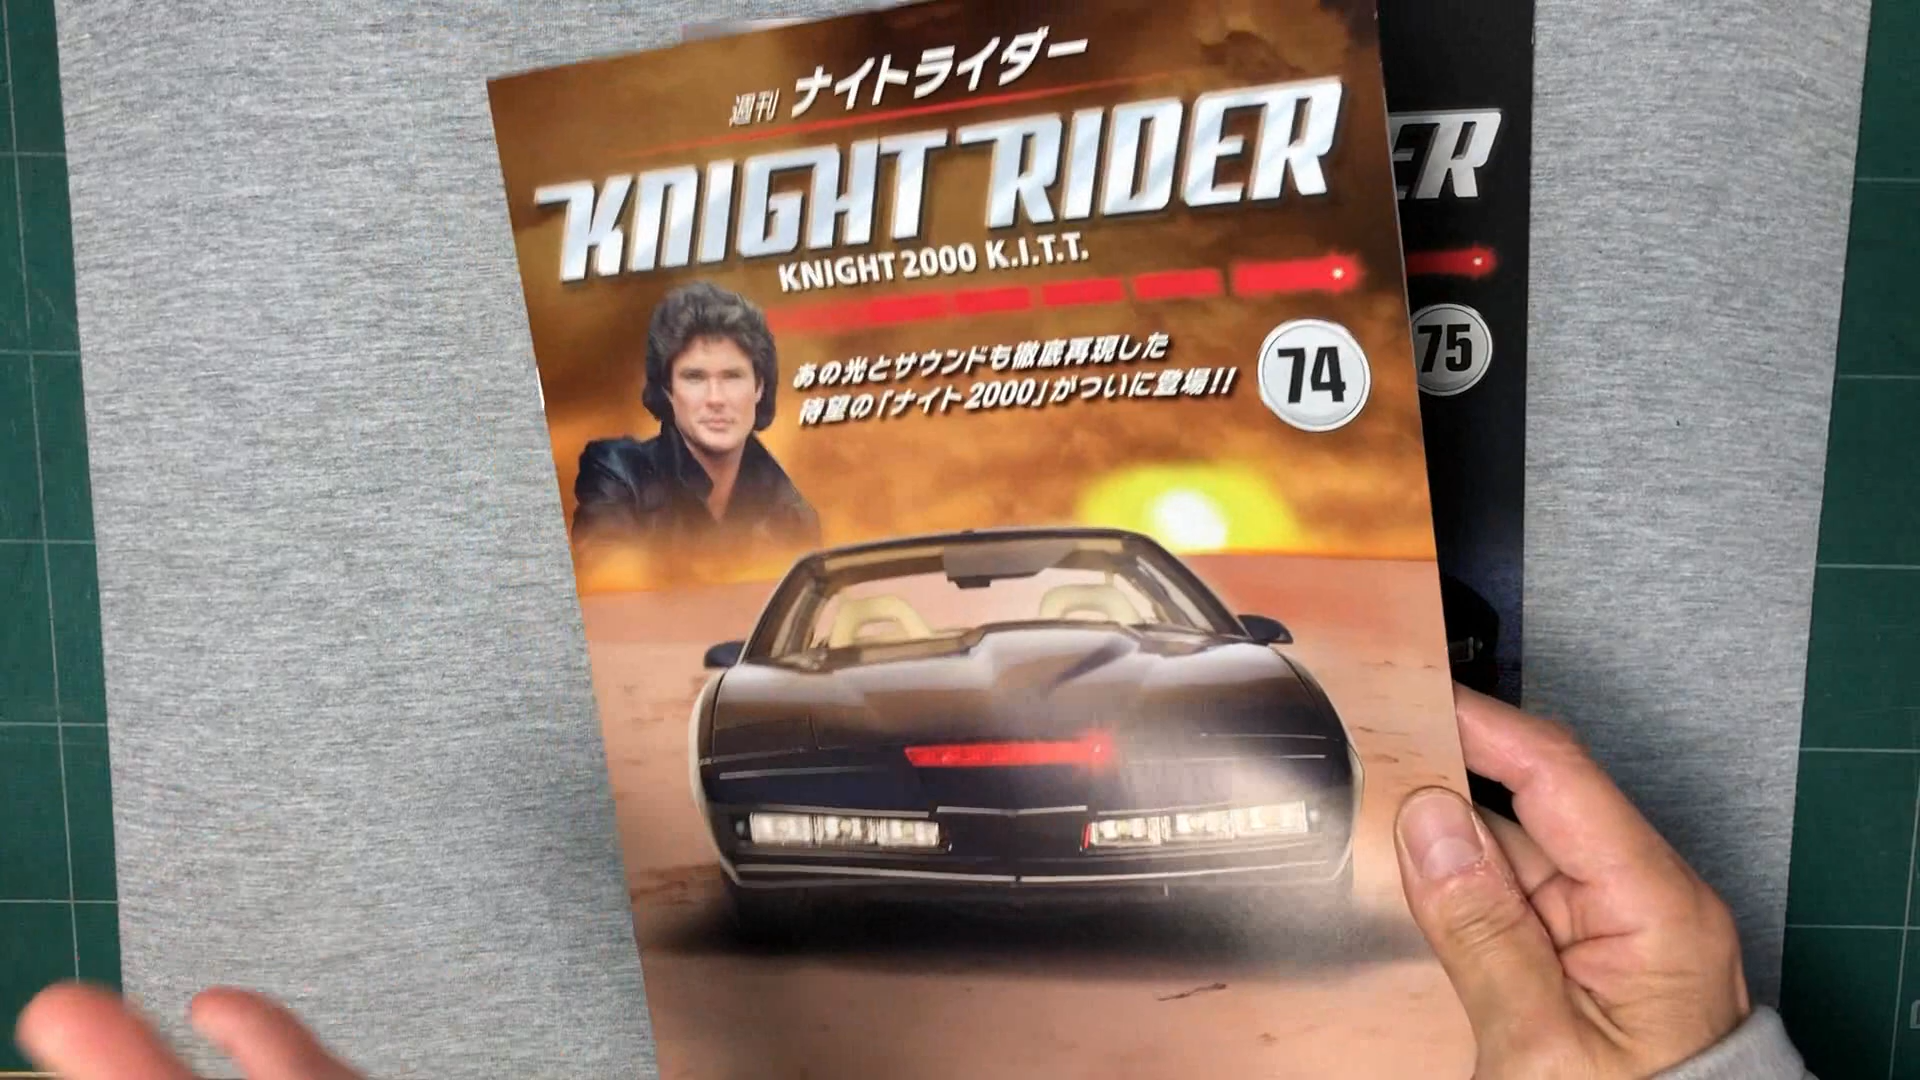 週刊 ナイトライダー
KNIGHT RIDER
KNIGHT 2000 K.I.T.T.
あの光とサウンドも徹底再現した
待望の「ナイト2000」がついに登場!!
74
ER
75